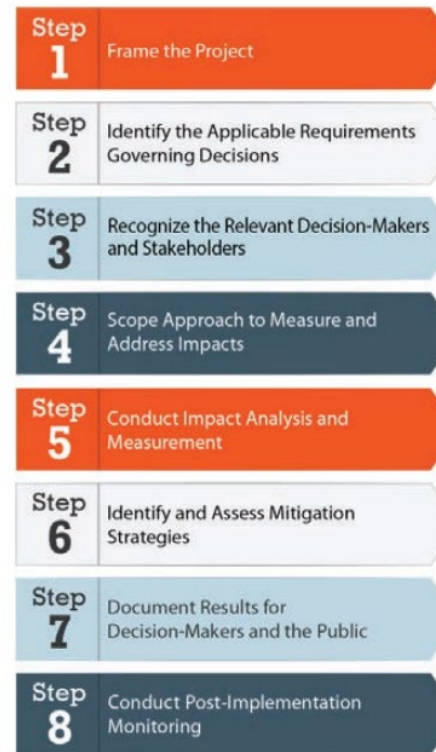 Step
1
Frame the Project
Step
2
Identify the Applicable Requirements
Governing Decisions
Step
3
Recognize the Relevant Decision-Makers
and Stakeholders
Step
4
Scope Approach to Measure and
Address Impacts
Step
5
Conduct Impact Analysis and
Measurement
Step
6
Identify and Assess Mitigation
Strategies
Step
7
Document Results for
Decision-Makers and the Public
Step
8
Conduct Post-Implementation
Monitoring